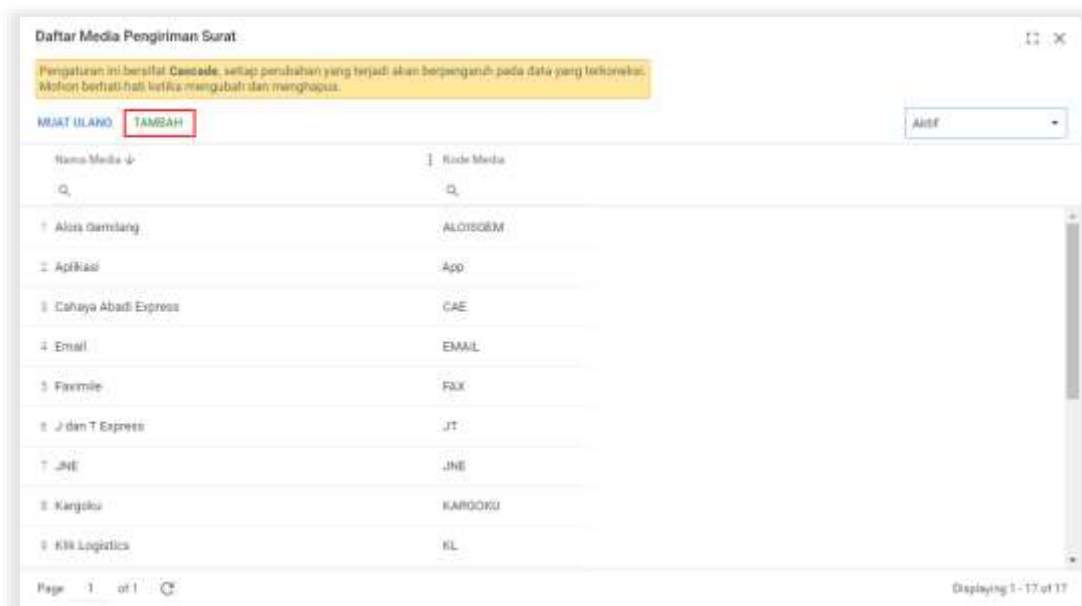 Daftar Media Pengiriman Surat
Pengaturan ini bersifat Cascade, setiap perubahan yang terjadi akan berpengaruh pada data yang terkoneksi.
Mohon berhati-hati ketika mengubah dan menghapus.
MUAT ULANG TAMBAH Aktif
Nama Media Kode Media
1 Alois Gemilang ALOISGEM
2 Aplikasi App
3 Cahaya Abadi Express CAE
4 Email EMAIL
5 Faximile FAX
6 J dan T Express JT
7 JNE JNE
8 Kargoku KARGOKU
9 Klik Logistics KL
Page 1 of 1 Displaying 1 - 17 of 17